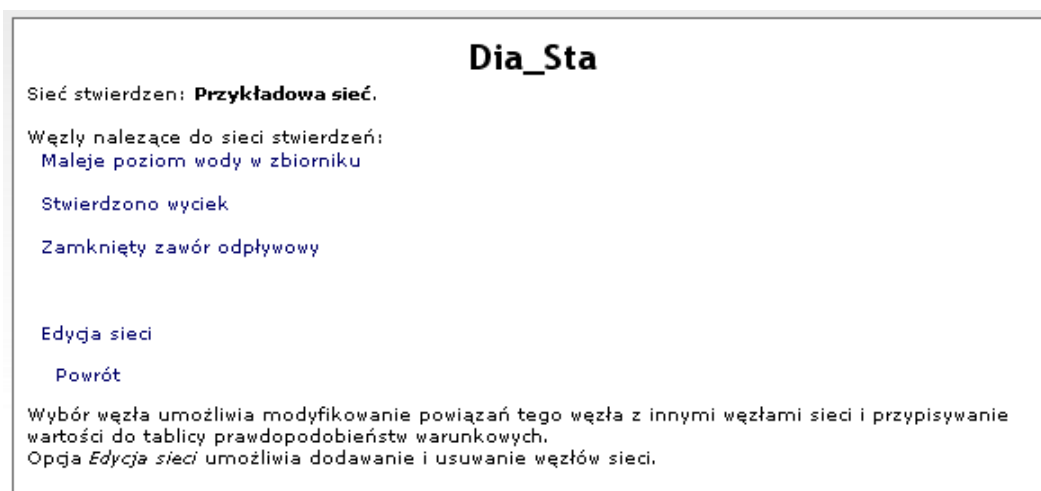 Dia_Sta
Sieć stwierdzen: Przykładowa sieć.
Węzly nalezące do sieci stwierdzeń:
Maleje poziom wody w zbiorniku
Stwierdzono wyciek
Zamknięty zawór odpływowy
Edycja sieci
Powrót
Wybór węzła umożliwia modyfikowanie powiązań tego węzła z innymi węzłami sieci i przypisywanie
wartości do tablicy prawdopodobieństw warunkowych.
Opcja Edycja sieci umożliwia dodawanie i usuwanie węzłów sieci.